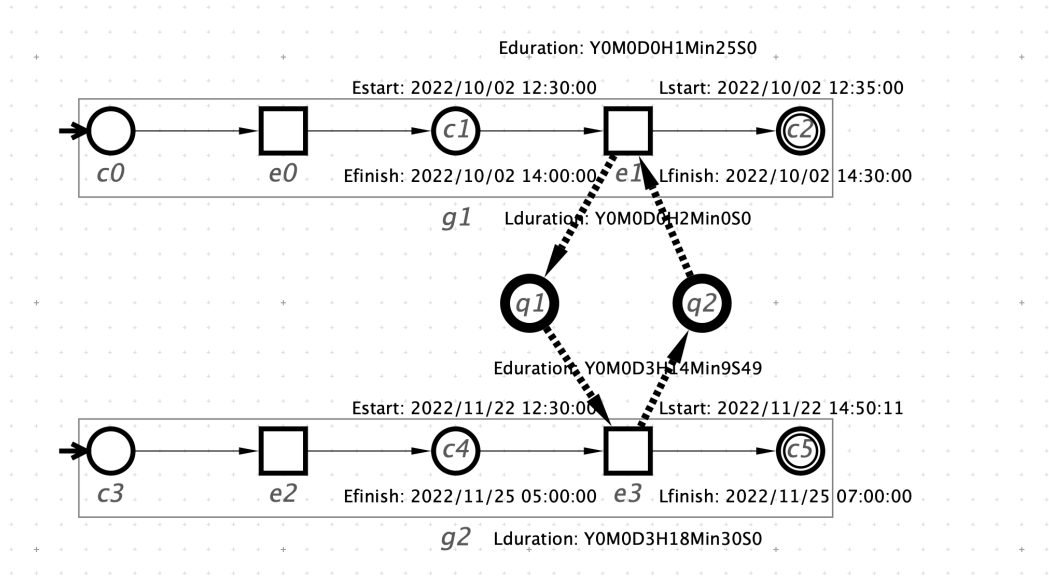 Eduration: Y0M0D0H1Min25S0
Estart: 2022/10/02 12:30:00 Lstart: 2022/10/02 12:35:00
c1 c2
c0 e0 Efinish: 2022/10/02 14:00:00 e1 Lfinish: 2022/10/02 14:30:00
g1 Lduration: Y0M0D0H2Min0S0
q1 q2
Eduration: Y0M0D3H14Min9S49
Estart: 2022/11/22 12:30:00 Lstart: 2022/11/22 14:50:11
c4 c5
c3 e2 Efinish: 2022/11/25 05:00:00 e3 Lfinish: 2022/11/25 07:00:00
g2 Lduration: Y0M0D3H18Min30S0